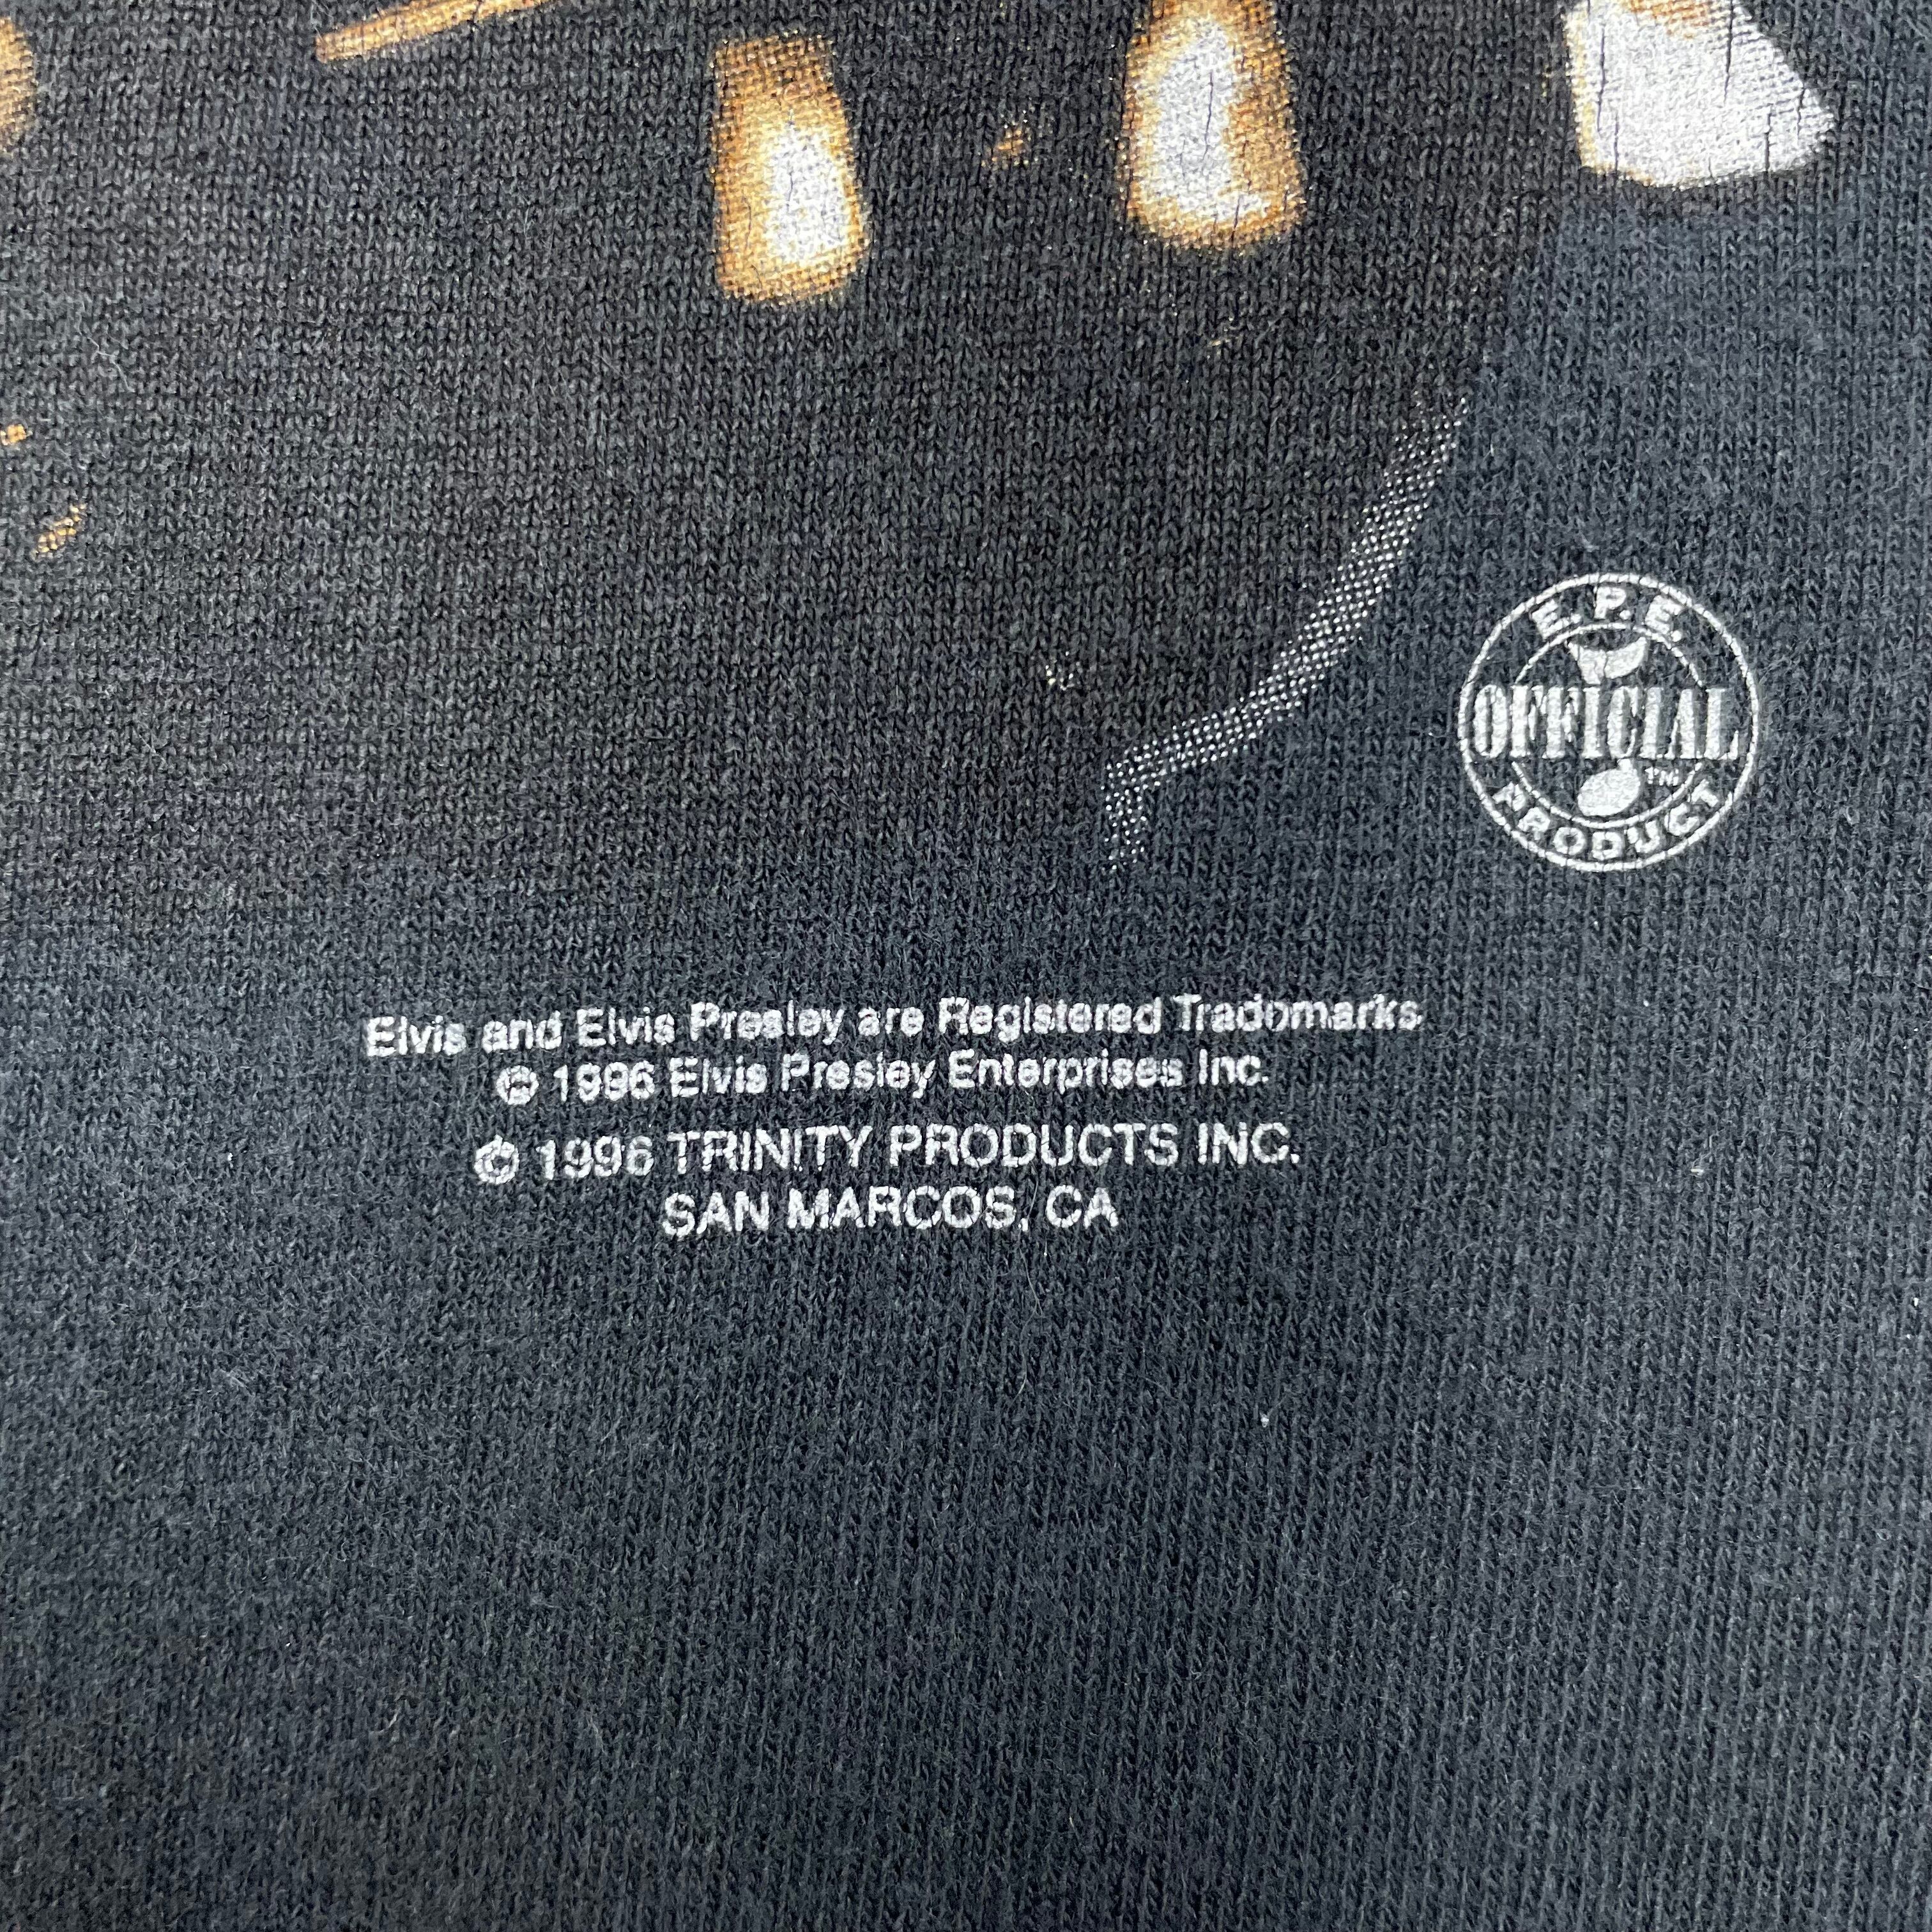 E.P.E.
OFFICIAL
TM
PRODUCT
Elvis and Elvis Presley are Registered Trademarks
© 1996 Elvis Presley Enterprises Inc.
© 1996 TRINITY PRODUCTS INC.
SAN MARCOS, CA